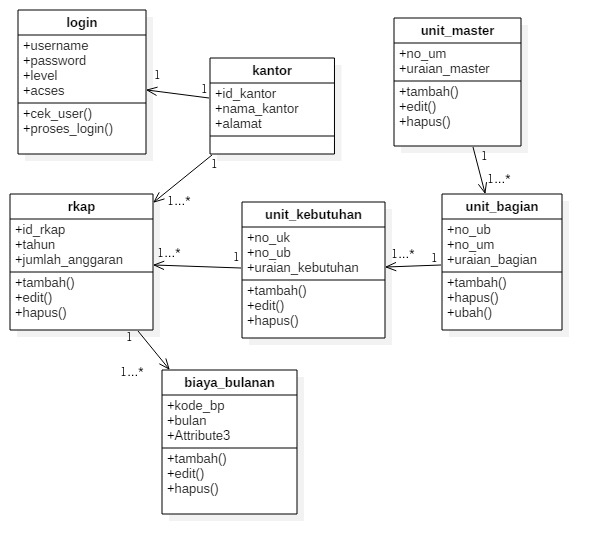 login
+username
+password
+level
+acses
+cek_user()
+proses_login()
1
1
kantor
+id_kantor
+nama_kantor
+alamat
1
1...*
unit_master
+no_um
+uraian_master
+tambah()
+edit()
+hapus()
1
1...*
rkap
+id_rkap
+tahun
+jumlah_anggaran
+tambah()
+edit()
+hapus()
1...*
1
unit_kebutuhan
+no_uk
+no_ub
+uraian_kebutuhan
+tambah()
+edit()
+hapus()
1...*
1
unit_bagian
+no_ub
+no_um
+uraian_bagian
+tambah()
+hapus()
+ubah()
1
1...*
biaya_bulanan
+kode_bp
+bulan
+Attribute3
+tambah()
+edit()
+hapus()